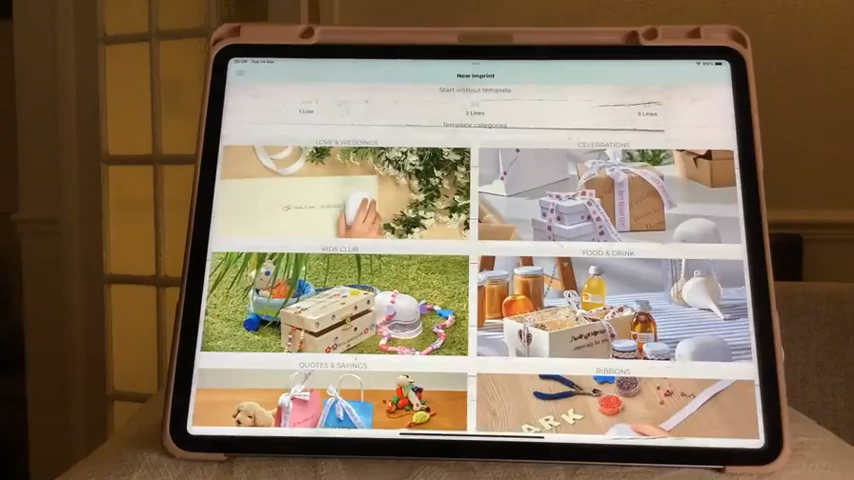 New imprint
Start without template
1 Line
2 Lines
3 Lines
Template categories
LOVE & WEDDINGS
CELEBRATIONS
KIDS CLUB
FOOD & DRINK
QUOTES & SAYINGS
RIBBONS
ARK